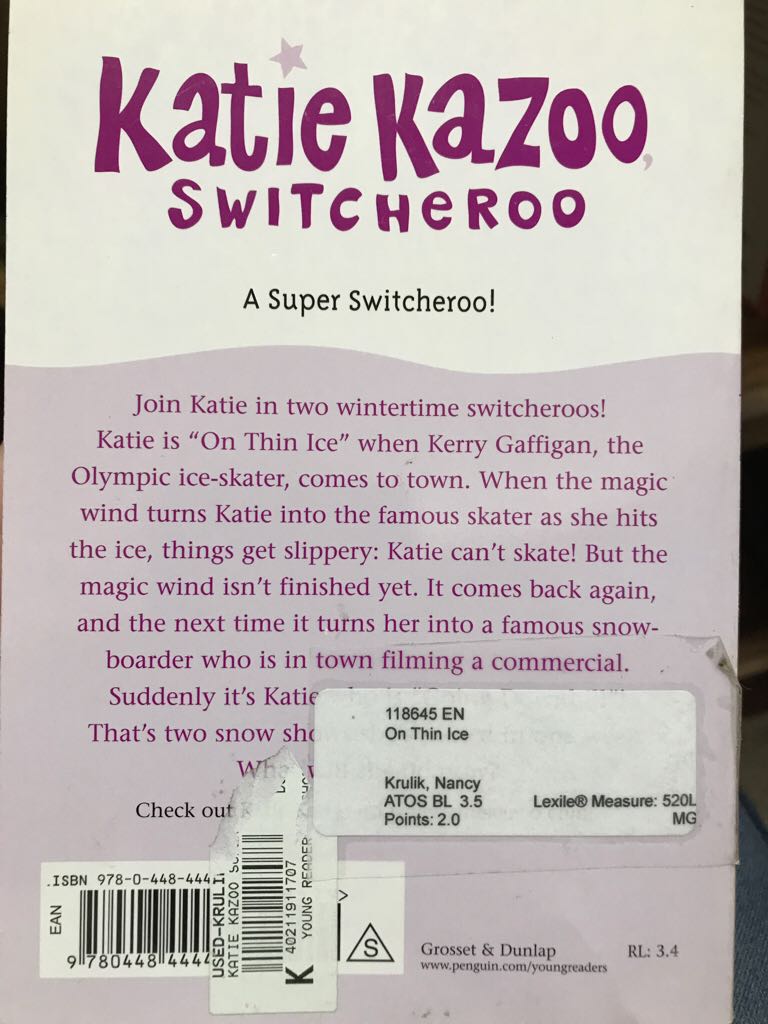 Katie Kazoo,
SWITCHEROO
A Super Switcheroo!
Join Katie in two wintertime switcheroos!
Katie is “On Thin Ice” when Kerry Gaffigan, the
Olympic ice-skater, comes to town. When the magic
wind turns Katie into the famous skater as she hits
the ice, things get slippery: Katie can’t skate! But the
magic wind isn’t finished yet. It comes back again,
and the next time it turns her into a famous snow-
boarder who is in town filming a commercial.
Suddenly it’s Katie
That’s two snow
Check out
118645 EN
On Thin Ice
Krulik, Nancy
ATOS BL 3.5 Lexile® Measure: 520L
Points: 2.0 MG
ISBN 978-0-448-444
EAN
9 780448 4444
USED-KRULI
KATIE KAZOO
K
40211911707
YOUNG READER
S
Grosset & Dunlap
www.penguin.com/youngreaders
RL: 3.4